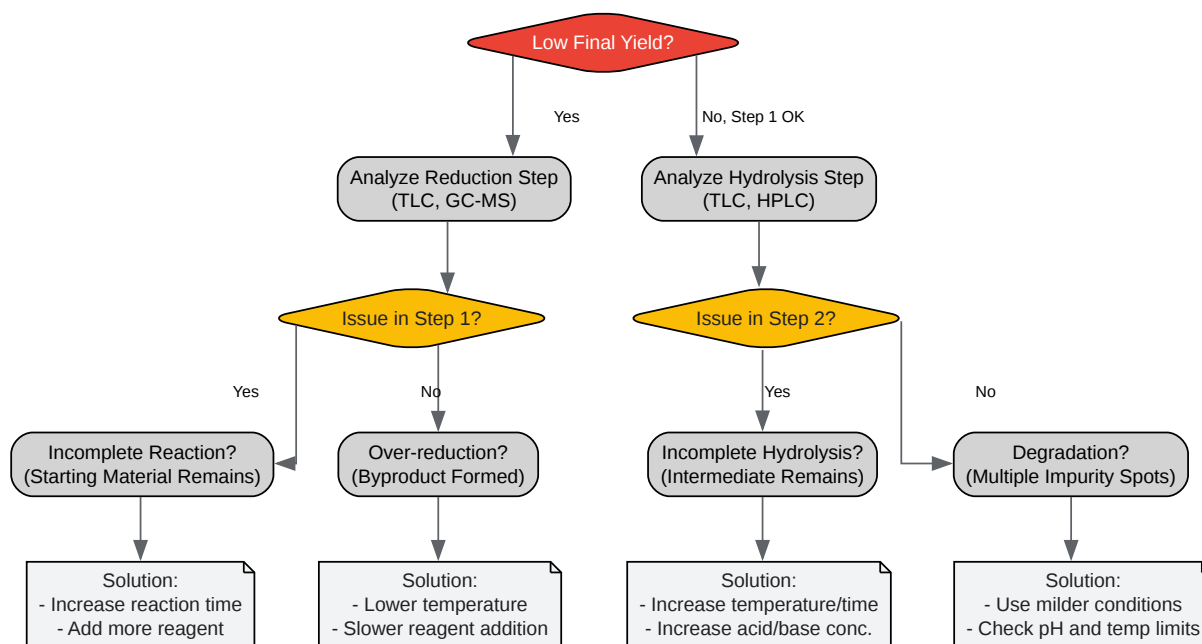 Low Final Yield?
Yes
No, Step 1 OK
Analyze Reduction Step
(TLC, GC-MS)
Analyze Hydrolysis Step
(TLC, HPLC)
Issue in Step 1?
Issue in Step 2?
Yes
No
Yes
No
Incomplete Reaction?
(Starting Material Remains)
Over-reduction?
(Byproduct Formed)
Incomplete Hydrolysis?
(Intermediate Remains)
Degradation?
(Multiple Impurity Spots)
Solution:
- Increase reaction time
- Add more reagent
Solution:
- Lower temperature
- Slower reagent addition
Solution:
- Increase temperature/time
- Increase acid/base conc.
Solution:
- Use milder conditions
- Check pH and temp limits